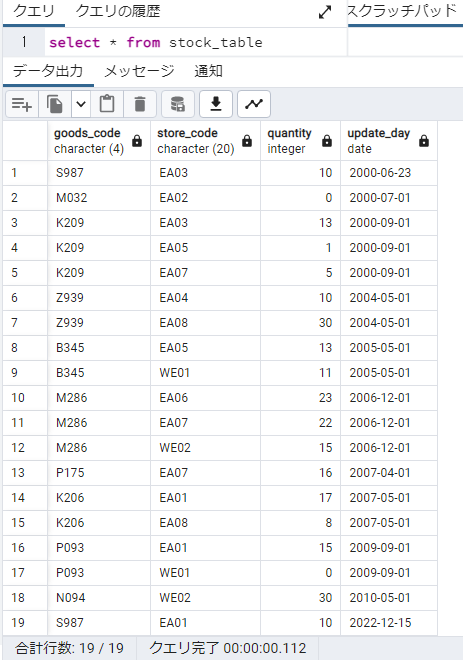 クエリ クエリの履歴 スクラッチパッド
1 select * from stock_table
データ出力 メッセージ 通知
goods_code store_code quantity update_day
character (4) character (20) integer date
1 S987 EA03 10 2000-06-23
2 M032 EA02 0 2000-07-01
3 K209 EA03 13 2000-09-01
4 K209 EA05 1 2000-09-01
5 K209 EA07 5 2000-09-01
6 Z939 EA04 10 2004-05-01
7 Z939 EA08 30 2004-05-01
8 B345 EA05 13 2005-05-01
9 B345 WE01 11 2005-05-01
10 M286 EA06 23 2006-12-01
11 M286 EA07 22 2006-12-01
12 M286 WE02 15 2006-12-01
13 P175 EA07 16 2007-04-01
14 K206 EA01 17 2007-05-01
15 K206 EA08 8 2007-05-01
16 P093 EA01 15 2009-09-01
17 P093 WE01 0 2009-09-01
18 N094 WE02 30 2010-05-01
19 S987 EA01 10 2022-12-15
合計行数: 19 / 19 クエリ完了 00:00:00.112